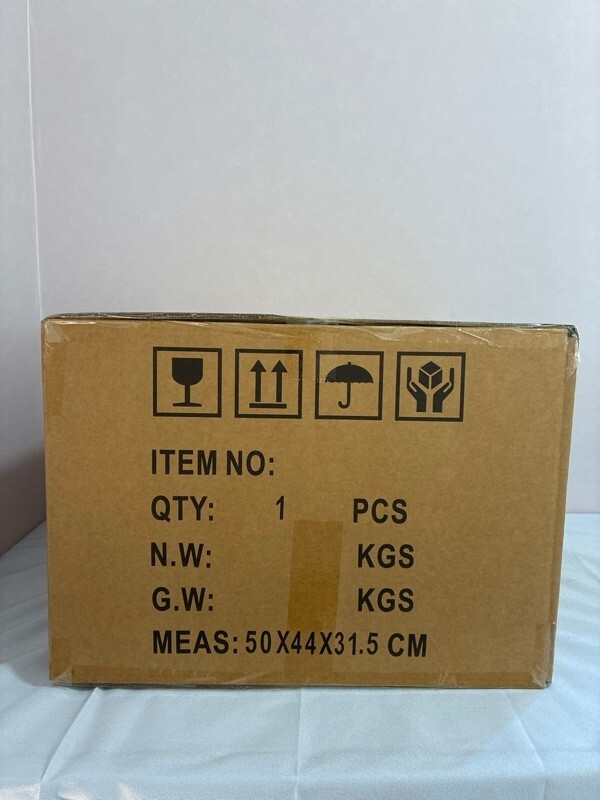 ITEM NO:
QTY: 1 PCS
N.W: KGS
G.W: KGS
MEAS: 50X44X31.5 CM